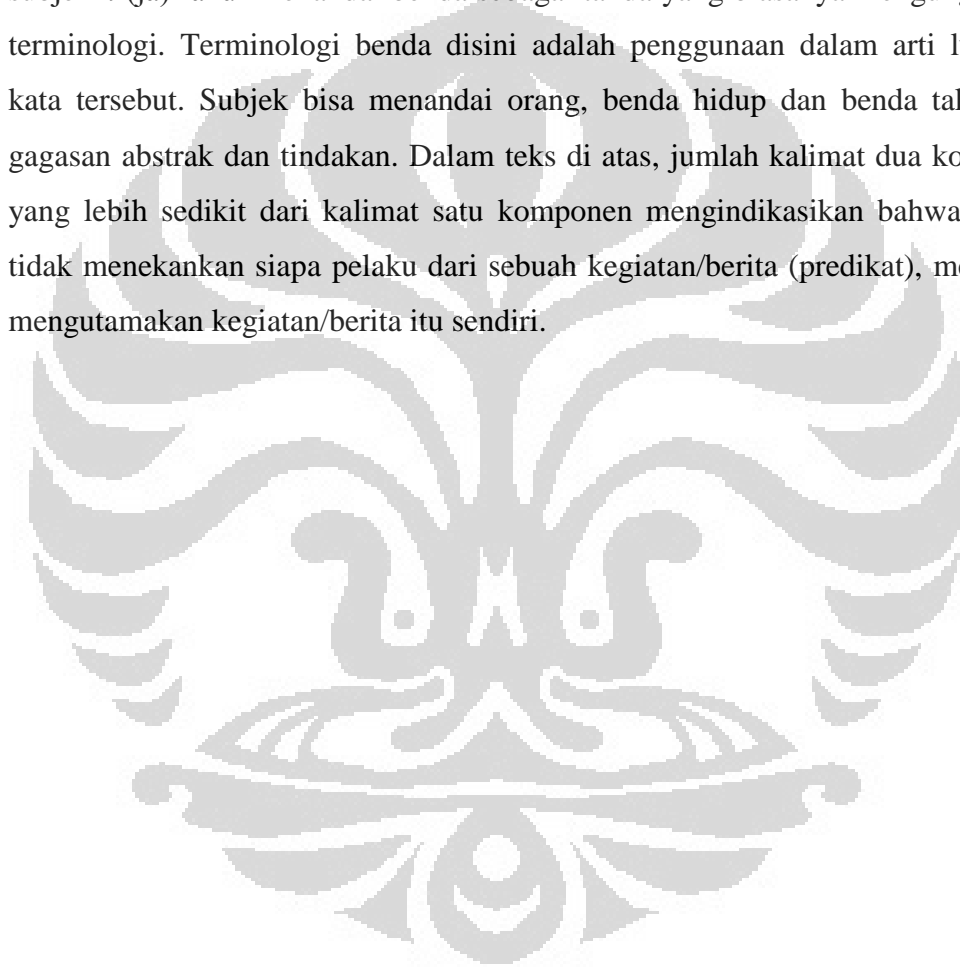 terminologi. Terminologi benda disini adalah penggunaan dalam arti
kata tersebut. Subjek bisa menandai orang, benda hidup dan benda
gagasan abstrak dan tindakan. Dalam teks di atas, jumlah kalimat dua
yang lebih sedikit dari kalimat satu komponen mengindikasikan bahwa
tidak menekankan siapa pelaku dari sebuah kegiatan/berita (predikat),
mengutamakan kegiatan/berita itu sendiri.